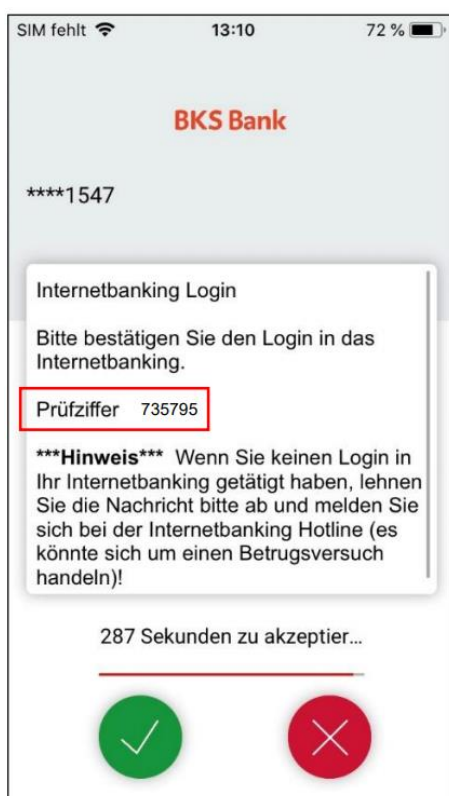 SIM fehlt 13:10 72 %
BKS Bank
****1547
Internetbanking Login
Bitte bestätigen Sie den Login in das
Internetbanking.
Prüfziffer 735795
***Hinweis*** Wenn Sie keinen Login in
Ihr Internetbanking getätigt haben, lehnen
Sie die Nachricht bitte ab und melden Sie
sich bei der Internetbanking Hotline (es
könnte sich um einen Betrugsversuch
handeln)!
287 Sekunden zu akzeptier...